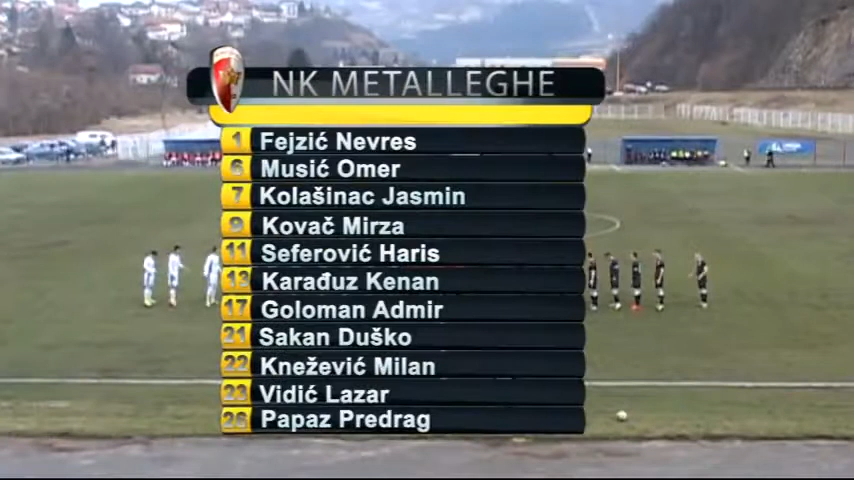 NK METALLEGHE
1 Fejzić Nevres
6 Musić Omer
7 Kolašinac Jasmin
9 Kovač Mirza
11 Seferović Haris
13 Karađuz Kenan
17 Goloman Admir
21 Sakan Duško
22 Knežević Milan
23 Vidić Lazar
26 Papaz Predrag